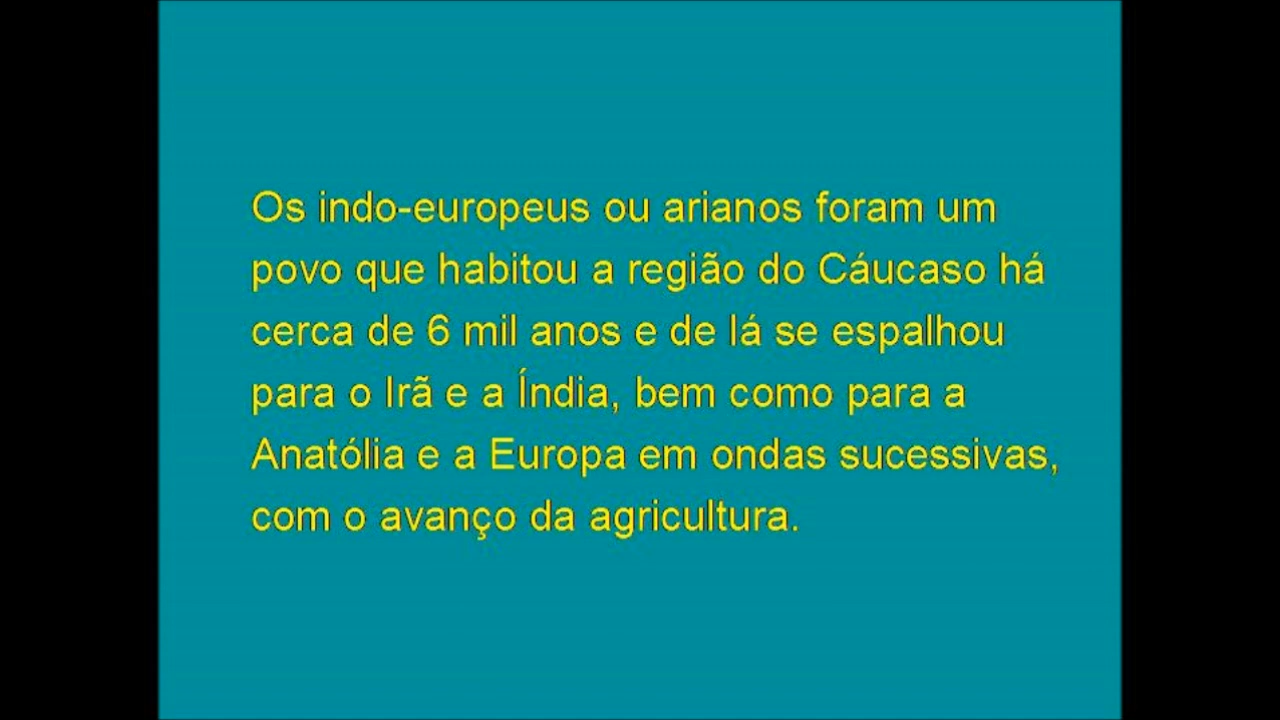 Os indo-europeus ou arianos foram um
povo que habitou a região do Cáucaso há
cerca de 6 mil anos e de lá se espalhou
para o Irã e a Índia, bem como para a
Anatólia e a Europa em ondas sucessivas,
com o avanço da agricultura.